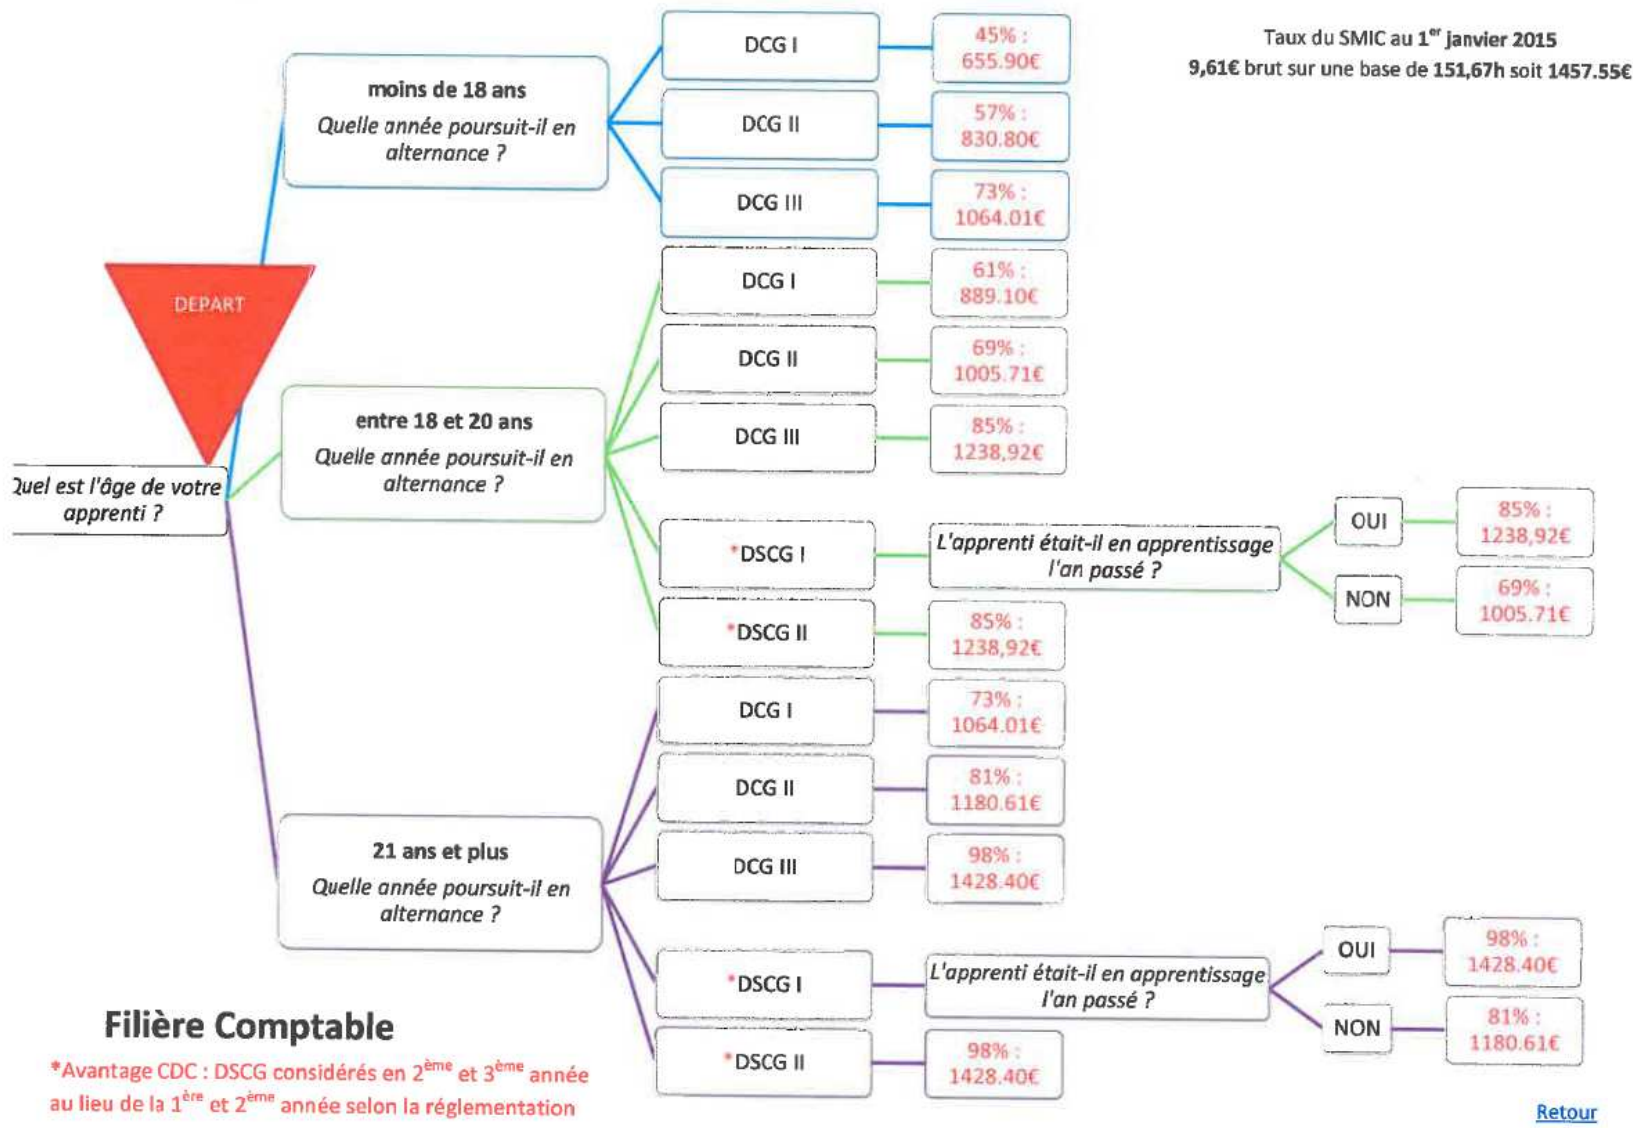 Taux du SMIC au 1er janvier 2015
9,61€ brut sur une base de 151,67h soit 1457.55€
DEPART
Quel est l'âge de votre
apprenti ?
moins de 18 ans
Quelle année poursuit-il en
alternance ?
DCG I
45% :
655.90€
DCG II
57% :
830.80€
DCG III
73% :
1064.01€
entre 18 et 20 ans
Quelle année poursuit-il en
alternance ?
DCG I
61% :
889.10€
DCG II
69% :
1005.71€
DCG III
85% :
1238,92€
*DSCG I
L'apprenti était-il en apprentissage
l'an passé ?
OUI
85% :
1238,92€
NON
69% :
1005.71€
*DSCG II
85% :
1238,92€
21 ans et plus
Quelle année poursuit-il en
alternance ?
DCG I
73% :
1064.01€
DCG II
81% :
1180.61€
DCG III
98% :
1428.40€
*DSCG I
L'apprenti était-il en apprentissage
l'an passé ?
OUI
98% :
1428.40€
NON
81% :
1180.61€
*DSCG II
98% :
1428.40€
Filière Comptable
*Avantage CDC : DSCG considérés en 2ème et 3ème année
au lieu de la 1ère et 2ème année selon la réglementation
Retour